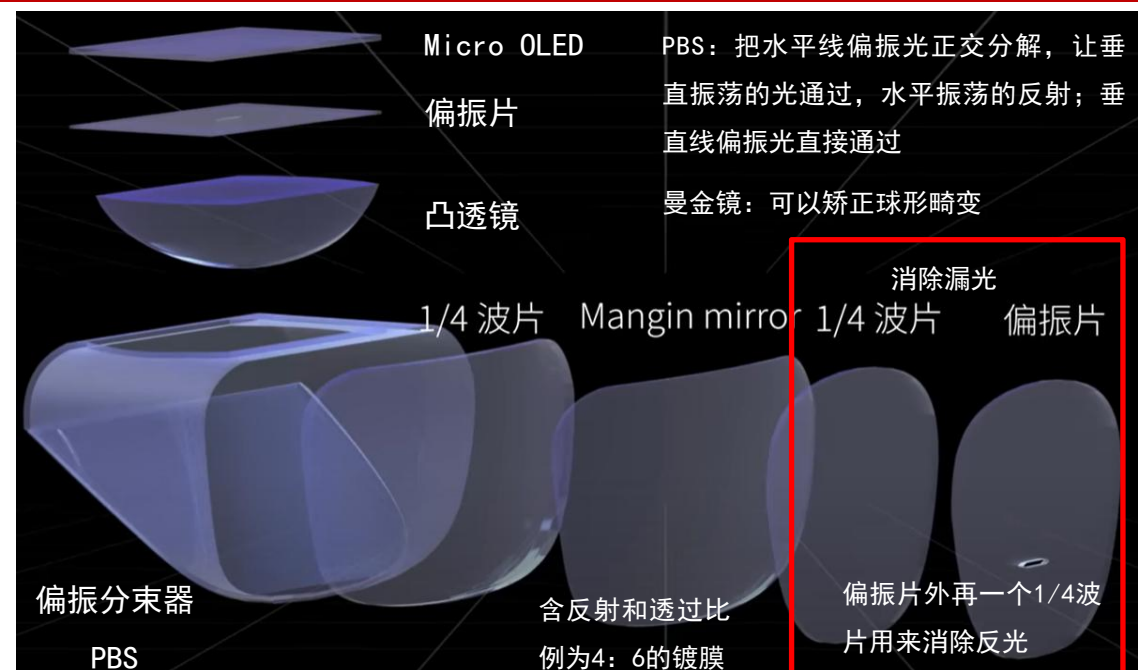 Micro OLED
偏振片
凸透镜
PBS：把水平线偏振光正交分解，让垂
直振荡的光通过，水平振荡的反射；垂
直线偏振光直接通过
曼金镜：可以矫正球形畸变
消除漏光
1/4 波片
Mangin mirror
1/4 波片
偏振片
偏振分束器
PBS
含反射和透过比
例为4：6的镀膜
偏振片外再一个1/4波
片用来消除反光